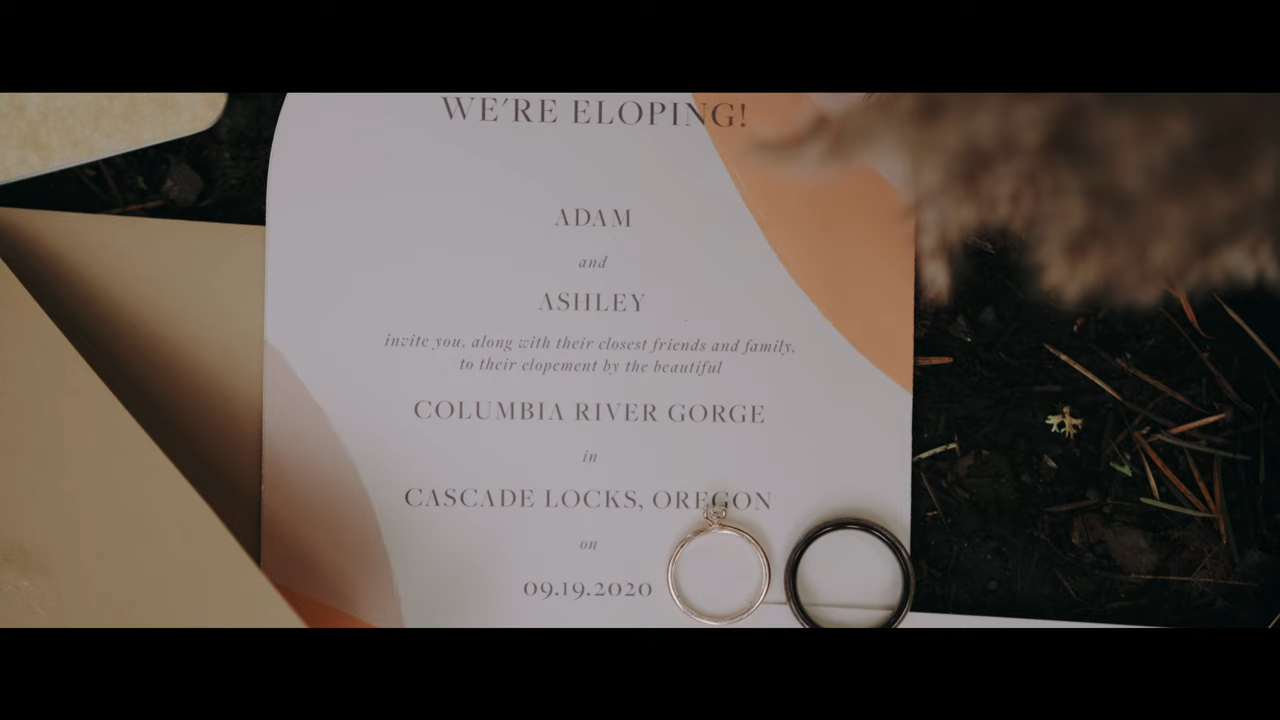 WE'RE ELOPING!
ADAM
and
ASHLEY
invite you, along with their closest friends and family,
to their elopement by the beautiful
COLUMBIA RIVER GORGE
in
CASCADE LOCKS, OREGON
on
09.19.2020